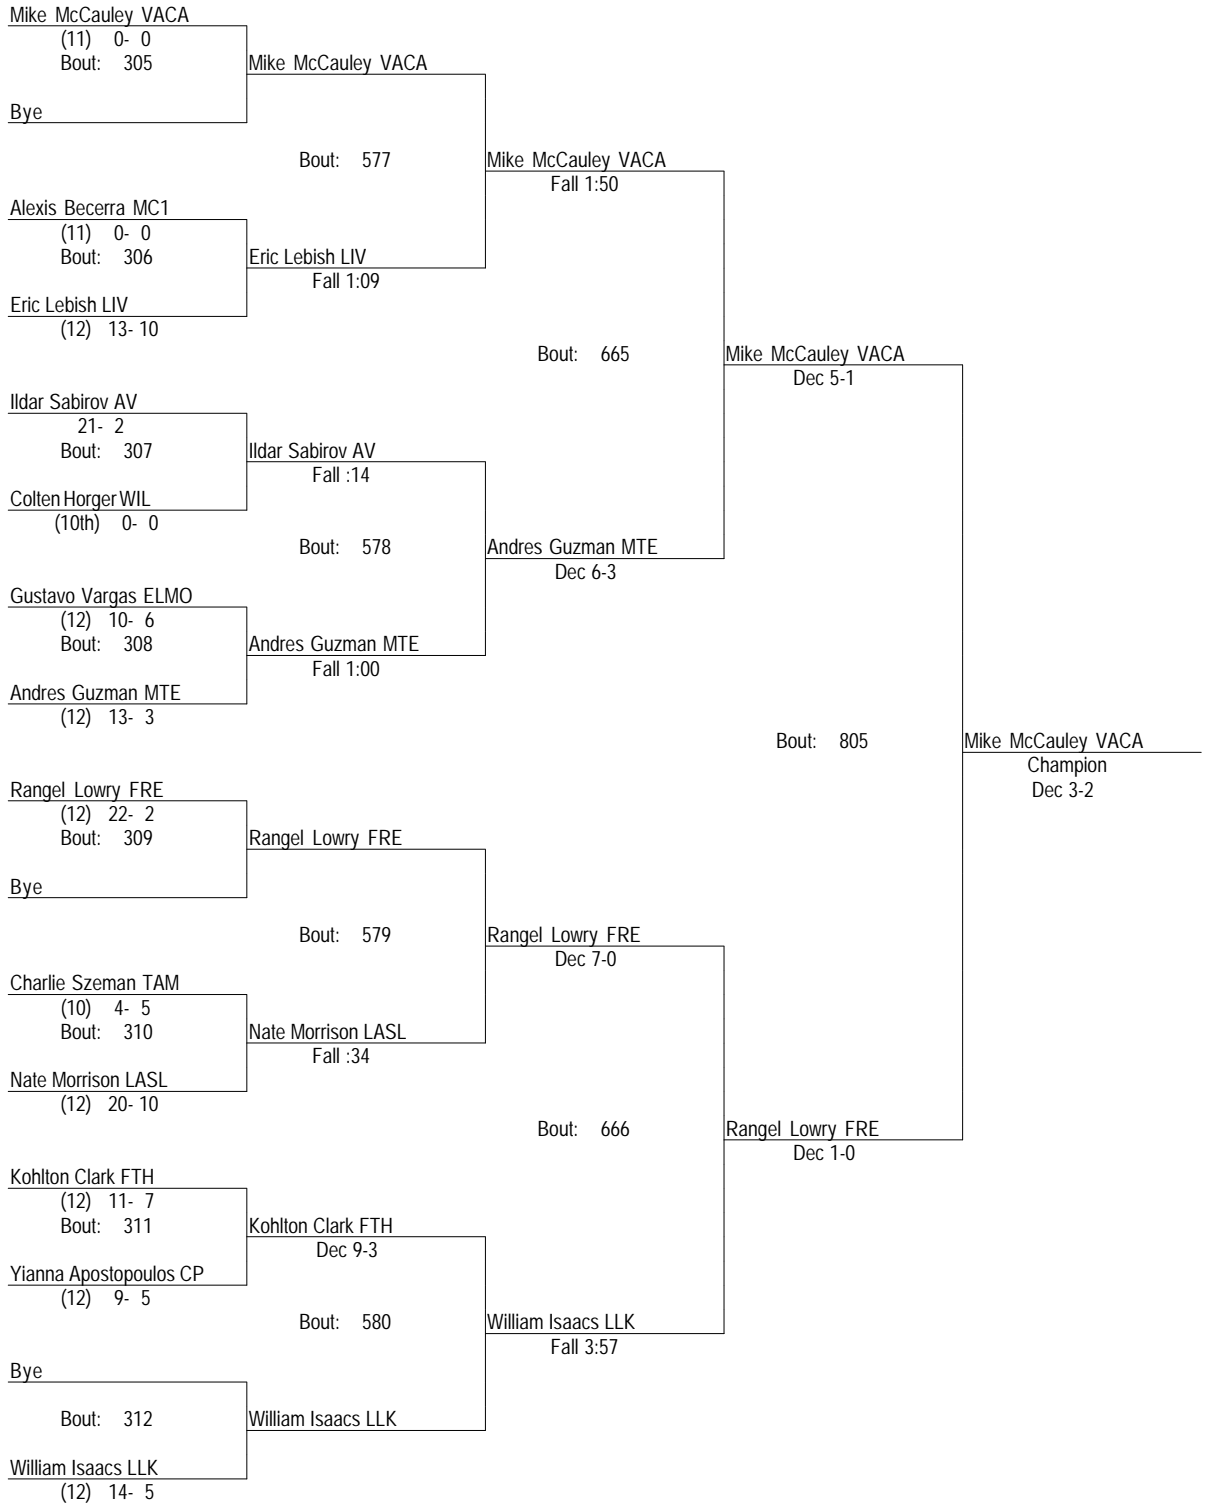 Mike McCauley VACA
(11) 0- 0
Bout: 305
Mike McCauley VACA
Bye
Bout: 577
Mike McCauley VACA
Fall 1:50
Alexis Becerra MC1
(11) 0- 0
Bout: 306
Eric Lebish LIV
Fall 1:09
Eric Lebish LIV
(12) 13- 10
Bout: 665
Mike McCauley VACA
Dec 5-1
Ildar Sabirov AV
21- 2
Bout: 307
Ildar Sabirov AV
Fall :14
Colten Horger WIL
(10th) 0- 0
Bout: 578
Andres Guzman MTE
Dec 6-3
Gustavo Vargas ELMO
(12) 10- 6
Bout: 308
Andres Guzman MTE
Fall 1:00
Andres Guzman MTE
(12) 13- 3
Bout: 805
Mike McCauley VACA
Champion
Dec 3-2
Rangel Lowry FRE
(12) 22- 2
Bout: 309
Rangel Lowry FRE
Bye
Bout: 579
Rangel Lowry FRE
Dec 7-0
Charlie Szeman TAM
(10) 4- 5
Bout: 310
Nate Morrison LASL
Fall :34
Nate Morrison LASL
(12) 20- 10
Bout: 666
Rangel Lowry FRE
Dec 1-0
Kohlton Clark FTH
(12) 11- 7
Bout: 311
Kohlton Clark FTH
Dec 9-3
Yianna Apostopoulos CP
(12) 9- 5
Bout: 580
William Isaacs LLK
Fall 3:57
Bye
Bout: 312
William Isaacs LLK
William Isaacs LLK
(12) 14- 5